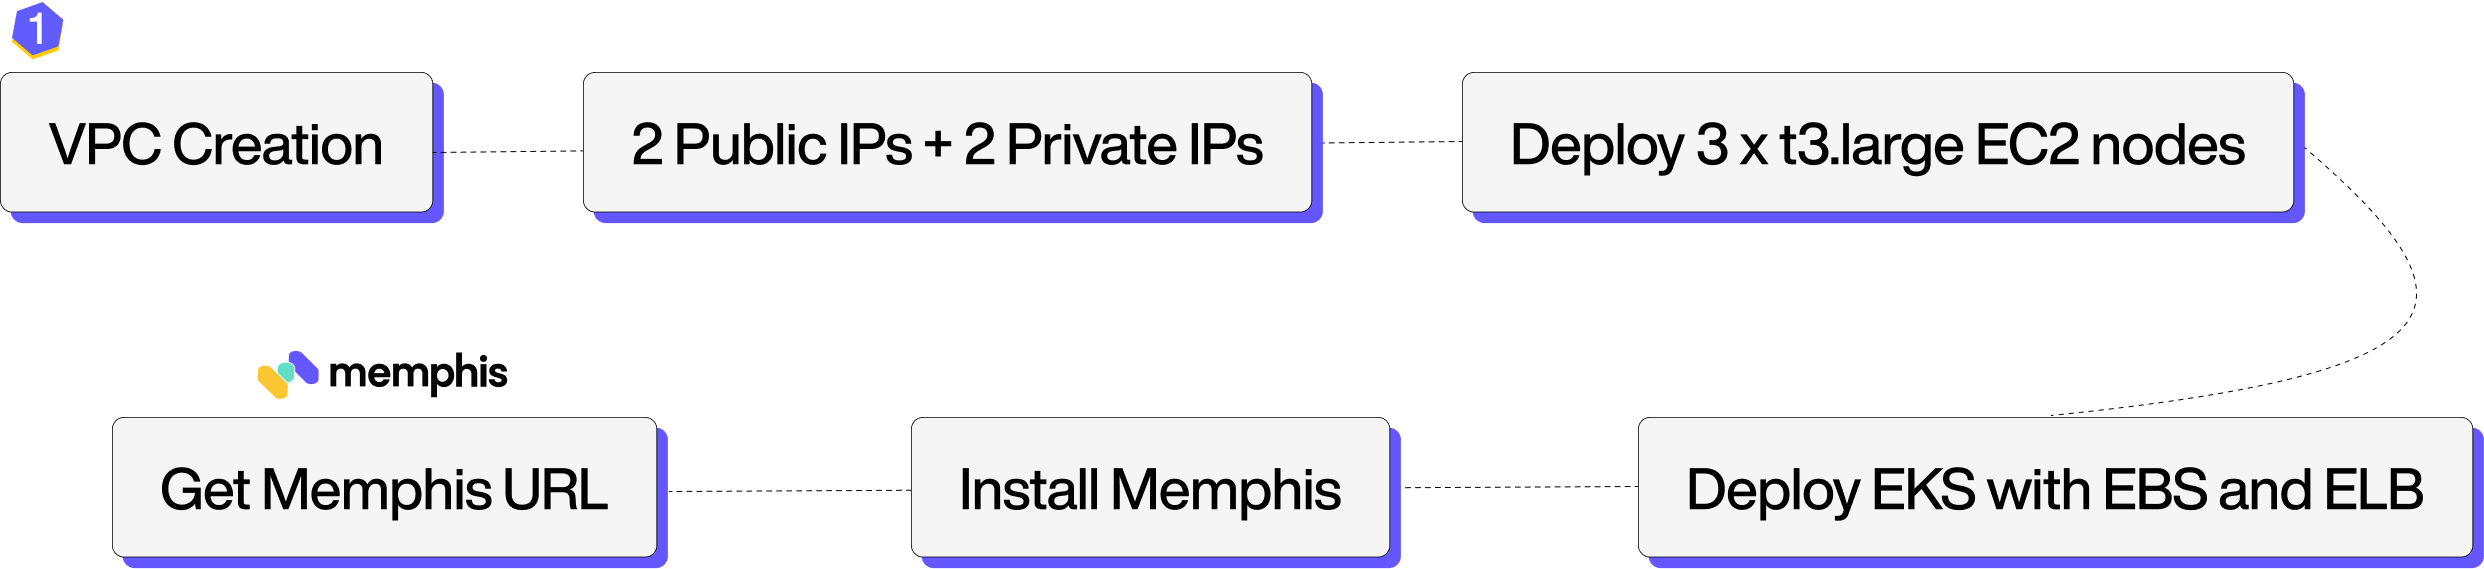 1
VPC Creation
2 Public IPs + 2 Private IPs
Deploy 3 x t3.large EC2 nodes
Deploy EKS with EBS and ELB
Install Memphis
memphis
Get Memphis URL